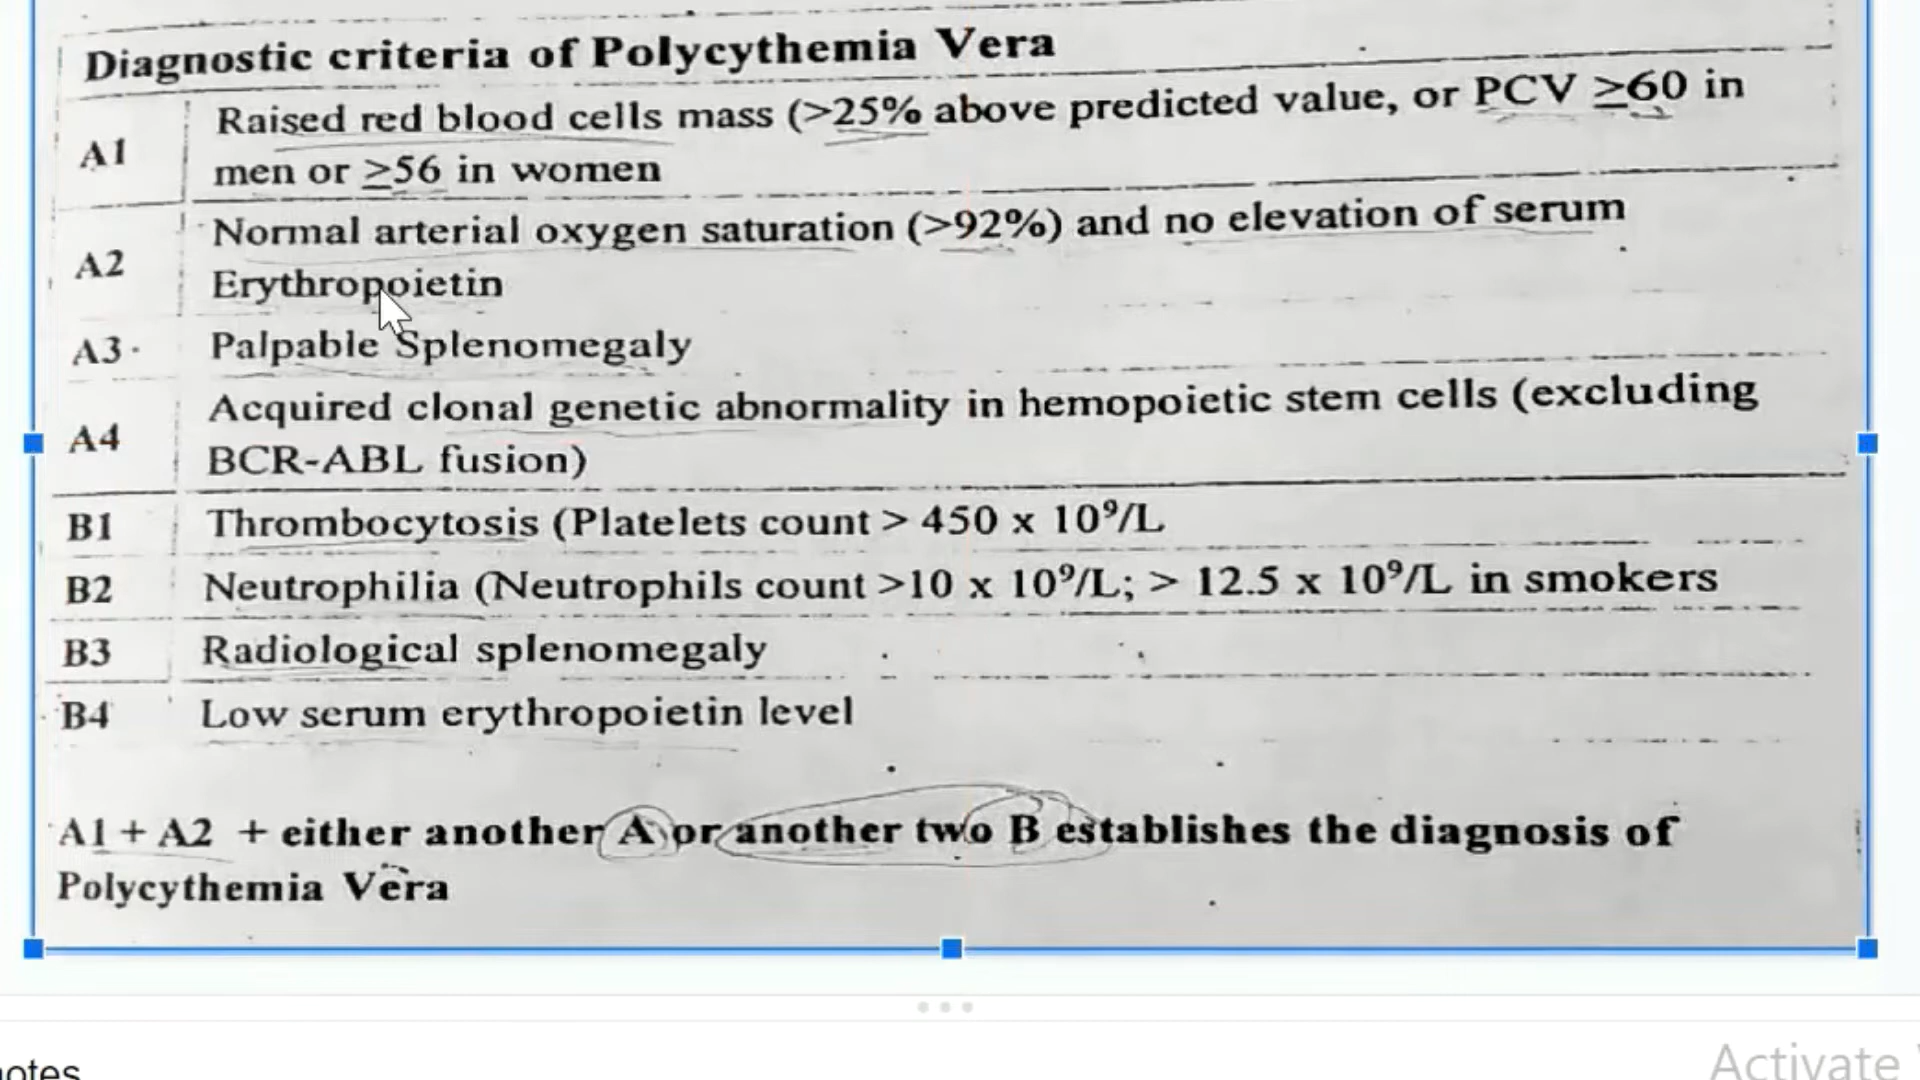 Diagnostic criteria of Polycythemia Vera
A1 Raised red blood cells mass (>25% above predicted value, or PCV ≥60 in
men or ≥56 in women
A2 Normal arterial oxygen saturation (>92%) and no elevation of serum
Erythropoietin
A3 Palpable Splenomegaly
A4 Acquired clonal genetic abnormality in hemopoietic stem cells (excluding
BCR-ABL fusion)
B1 Thrombocytosis (Platelets count > 450 x 10⁹/L
B2 Neutrophilia (Neutrophils count >10 x 10⁹/L; > 12.5 x 10⁹/L in smokers
B3 Radiological splenomegaly
B4 Low serum erythropoietin level
A1 + A2 + either another A or another two B establishes the diagnosis of
Polycythemia Vera
notes
Activate